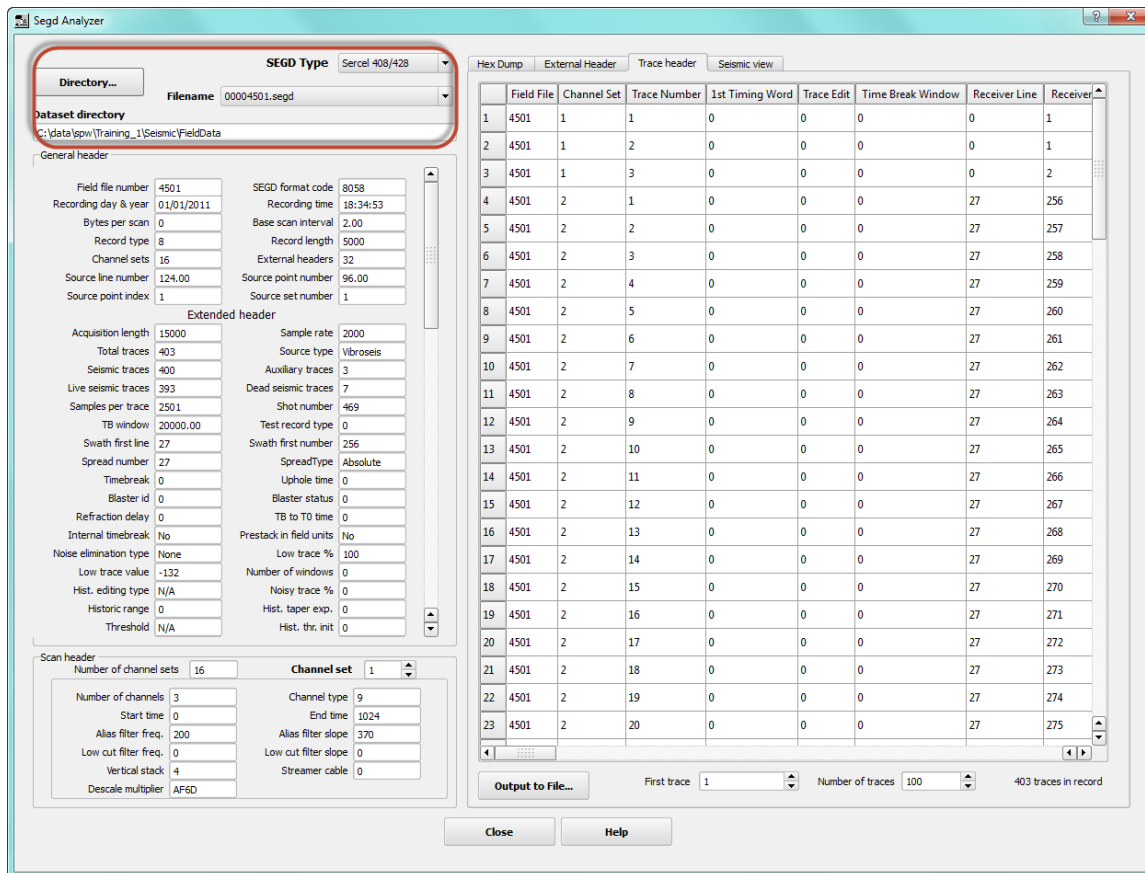 Segd Analyzer
SEGD Type Sercel 408/428
Directory...
Filename 00004501.segd
Dataset directory
C:\data\spw\Training_1\Seismic\FieldData
General header
Field file number 4501 SEGD format code 8058
Recording day & year 01/01/2011 Recording time 18:34:53
Bytes per scan 0 Base scan interval 2.00
Record type 8 Record length 5000
Channel sets 16 External headers 32
Source line number 124.00 Source point number 96.00
Source point index 1 Source set number 1
Extended header
Acquisition length 15000 Sample rate 2000
Total traces 403 Source type Vibroseis
Seismic traces 400 Auxiliary traces 3
Live seismic traces 393 Dead seismic traces 7
Samples per trace 2501 Shot number 469
TB window 20000.00 Test record type 0
Swath first line 27 Swath first number 256
Spread number 27 SpreadType Absolute
Timebreak 0 Uphole time 0
Blaster id 0 Blaster status 0
Refraction delay 0 TB to T0 time 0
Internal timebreak No Prestack in field units No
Noise elimination type None Low trace % 100
Low trace value -132 Number of windows 0
Hist. editing type N/A Noisy trace % 0
Historic range 0 Hist. taper exp. 0
Threshold N/A Hist. thr. init 0
Scan header
Number of channel sets 16 Channel set 1
Number of channels 3 Channel type 9
Start time 0 End time 1024
Alias filter freq. 200 Alias filter slope 370
Low cut filter freq. 0 Low cut filter slope 0
Vertical stack 4 Streamer cable 0
Descale multiplier AF6D
Hex Dump External Header Trace header Seismic view
Field File Channel Set Trace Number 1st Timing Word Trace Edit Time Break Window Receiver Line Receiver
1 4501 1 1 0 0 0 0 1
2 4501 1 2 0 0 0 0 1
3 4501 1 3 0 0 0 0 2
4 4501 2 1 0 0 0 27 256
5 4501 2 2 0 0 0 27 257
6 4501 2 3 0 0 0 27 258
7 4501 2 4 0 0 0 27 259
8 4501 2 5 0 0 0 27 260
9 4501 2 6 0 0 0 27 261
10 4501 2 7 0 0 0 27 262
11 4501 2 8 0 0 0 27 263
12 4501 2 9 0 0 0 27 264
13 4501 2 10 0 0 0 27 265
14 4501 2 11 0 0 0 27 266
15 4501 2 12 0 0 0 27 267
16 4501 2 13 0 0 0 27 268
17 4501 2 14 0 0 0 27 269
18 4501 2 15 0 0 0 27 270
19 4501 2 16 0 0 0 27 271
20 4501 2 17 0 0 0 27 272
21 4501 2 18 0 0 0 27 273
22 4501 2 19 0 0 0 27 274
23 4501 2 20 0 0 0 27 275
Output to File... First trace 1 Number of traces 100 403 traces in record
Close Help